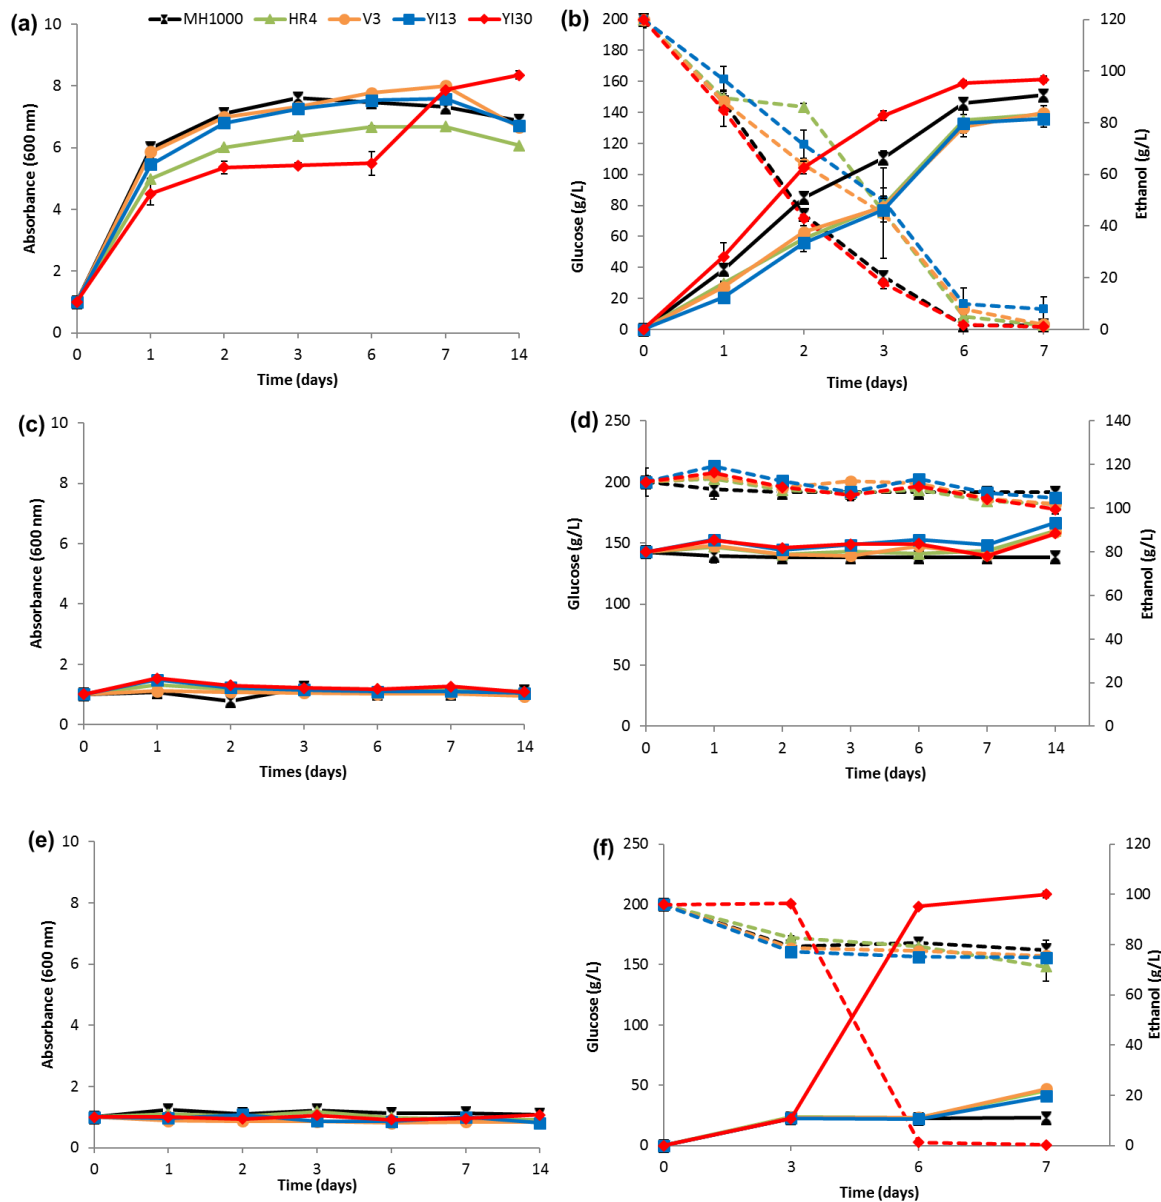 MH1000 HR4 V3 YI13 YI30
(a)
Absorbance (600 nm)
10
8
6
4
2
0
0 1 2 3 6 7 14
Time (days)
(b)
Glucose (g/L)
200
180
160
140
120
100
80
60
40
20
0
120
100
80
60
40
20
0
Ethanol (g/L)
0 1 2 3 6 7
Time (days)
(c)
Absorbance (600 nm)
10
8
6
4
2
0
0 1 2 3 6 7 14
Times (days)
(d)
Glucose (g/L)
250
200
150
100
50
0
140
120
100
80
60
40
20
0
Ethanol (g/L)
0 1 2 3 6 7 14
Time (days)
(e)
Absorbance (600 nm)
10
8
6
4
2
0
0 1 2 3 6 7 14
Time (days)
(f)
Glucose (g/L)
250
200
150
100
50
0
120
100
80
60
40
20
0
Ethanol (g/L)
0 3 6 7
Time (days)